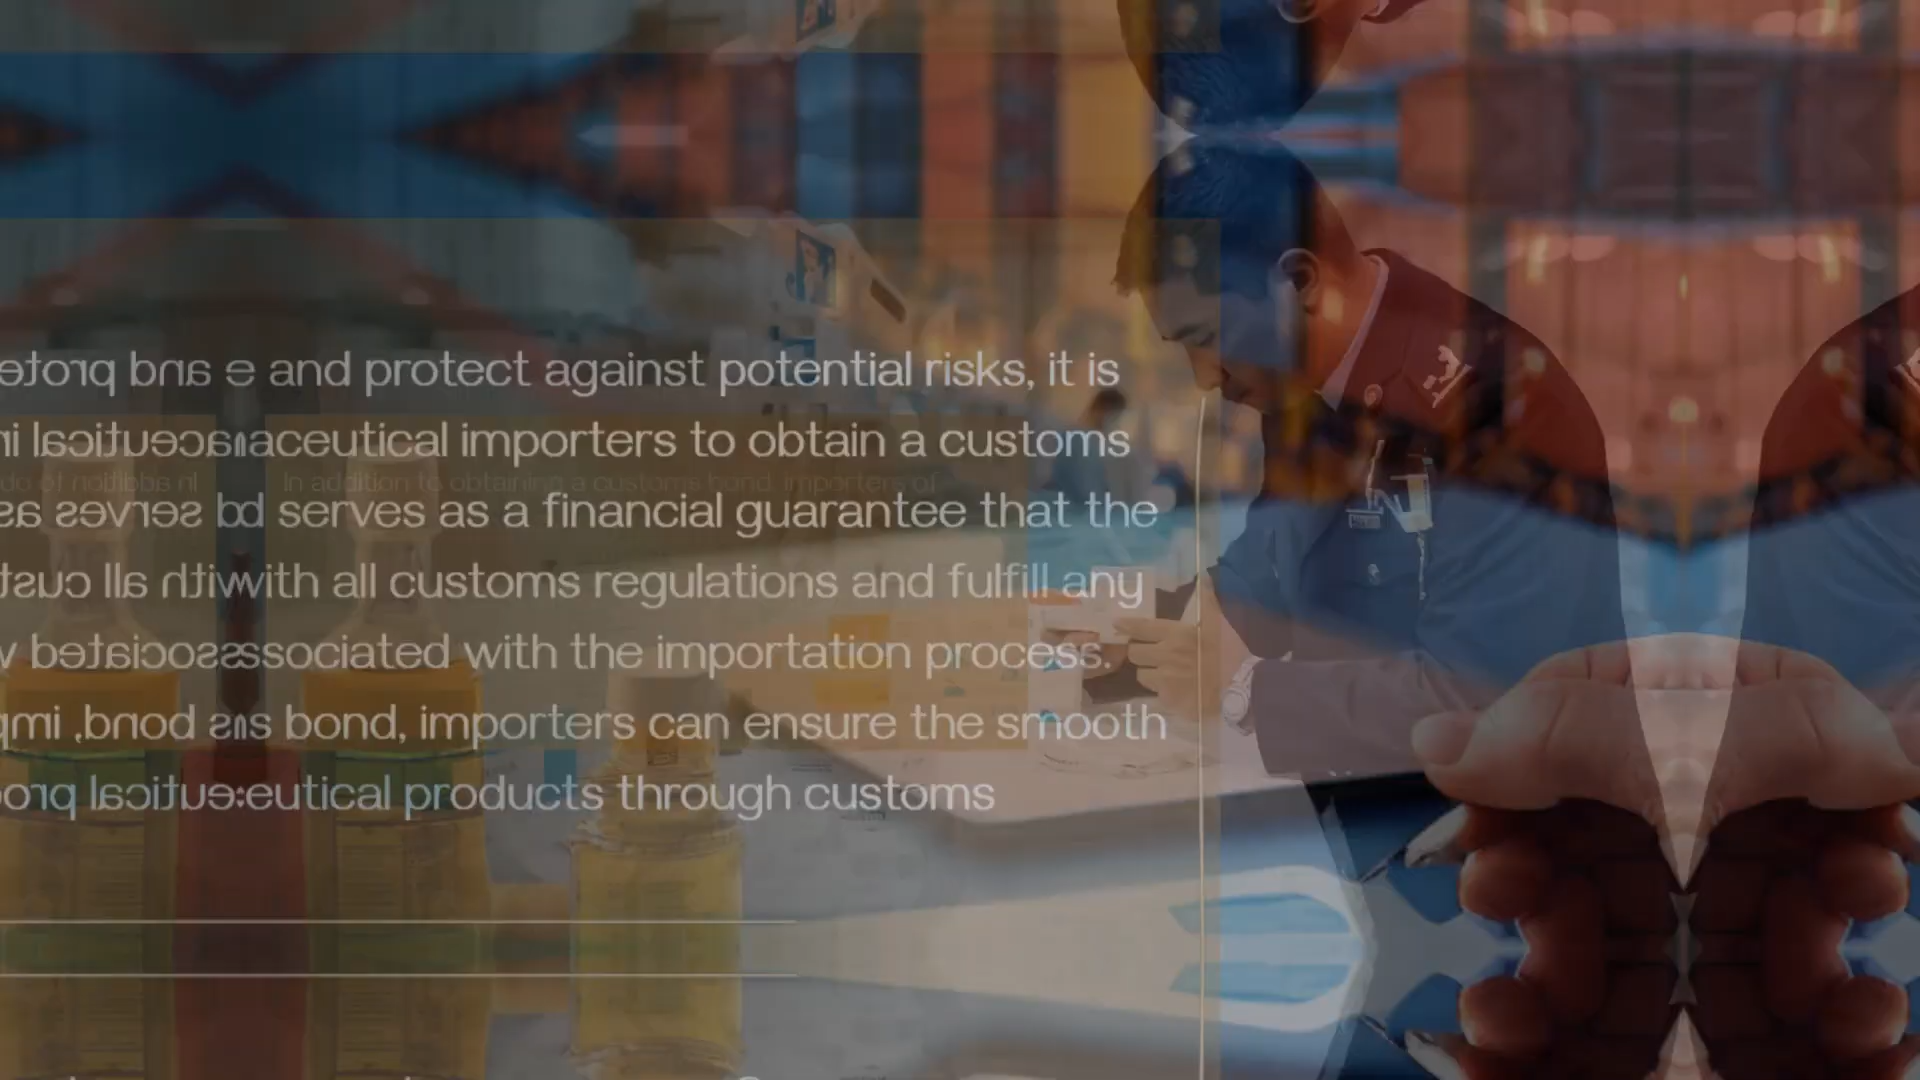 and protect against potential risks, it is
aceutical importers to obtain a customs
In addition to obtaining a customs bond, importers of
serves as a financial guarantee that the
with all customs regulations and fulfill any
ssociated with the importation process.
bond, importers can ensure the smooth
eutical products through customs